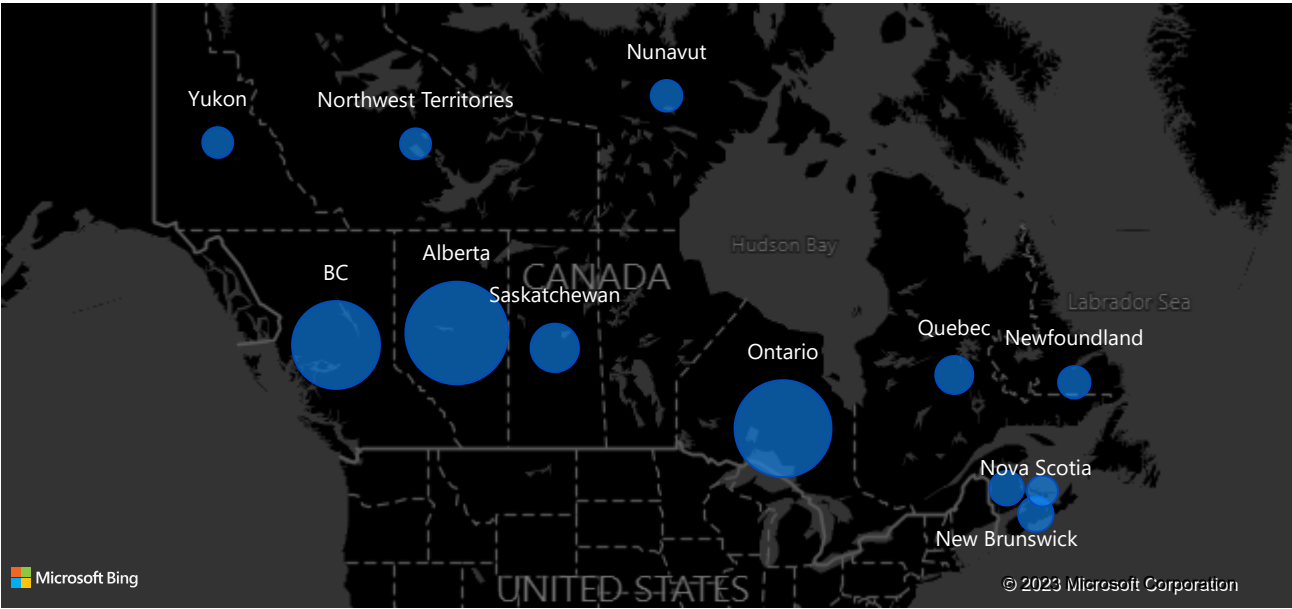 Nunavut
Yukon
Northwest Territories
Hudson Bay
Alberta
BC
CANADA
Saskatchewan
Labrador Sea
Quebec
Newfoundland
Ontario
Nova Scotia
New Brunswick
Microsoft Bing
UNITED STATES
© 2023 Microsoft Corporation